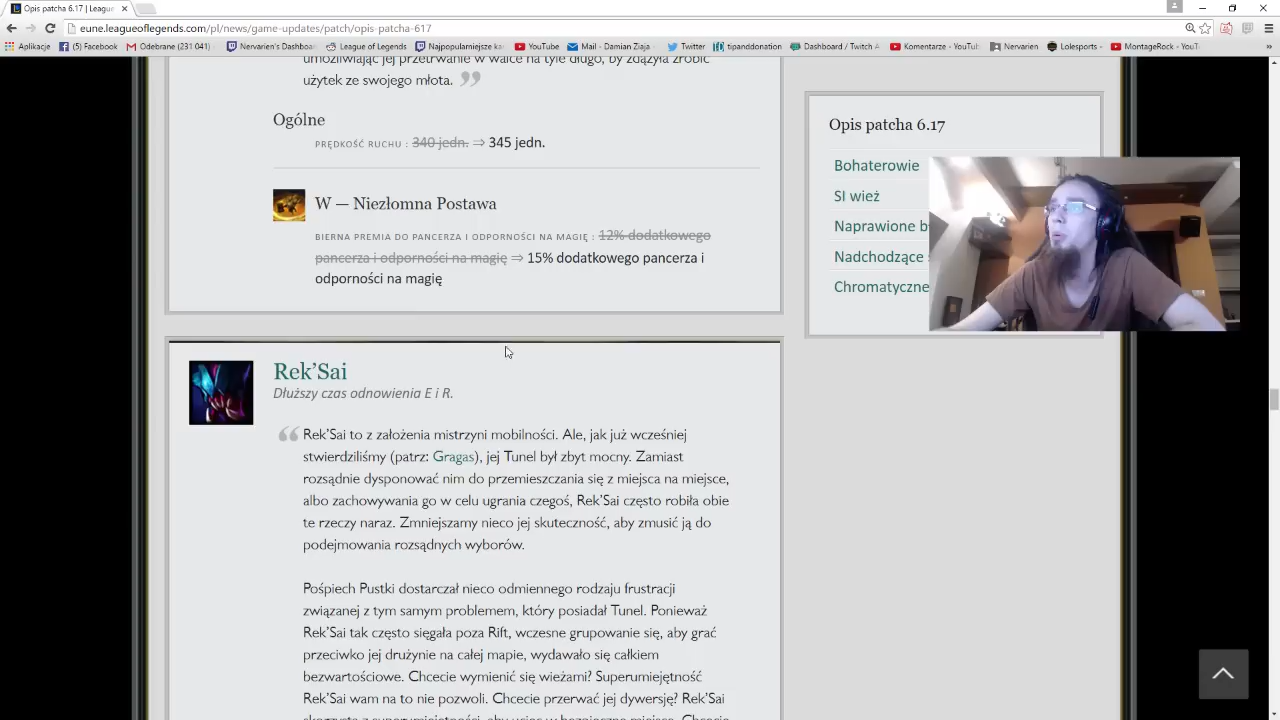 Opis patcha 6.17 | Leagu
eune.leagueoflegends.com/pl/news/game-updates/patch/opis-patcha-617
Aplikacje
(5) Facebook
Odebrane (231 041)
Nervarien's Dashboa
League of Legends
Najpopularniejsze ka
YouTube
Mail - Damian Ziaja
Twitter
tipanddonation
Dashboard / Twitch A
Komentarze - YouTu
Nervarien
Lolesports
MontageRock - YouT
»
umożliwiając jej przetrwanie w walce na tyle długo, by zdążyła zrobić
użytek ze swojego młota.
Ogólne
PRĘDKOŚĆ RUCHU : 340 jedn. ⇒ 345 jedn.
W — Niezłomna Postawa
BIERNA PREMIA DO PANCERZA I ODPORNOŚCI NA MAGIĘ : 12% dodatkowego
pancerza i odporności na magię ⇒ 15% dodatkowego pancerza i
odporności na magię
Rek'Sai
Dłuższy czas odnowienia E i R.
Rek'Sai to z założenia mistrzyni mobilności. Ale, jak już wcześniej
stwierdziliśmy (patrz: Gragas), jej Tunel był zbyt mocny. Zamiast
rozsądnie dysponować nim do przemieszczania się z miejsca na miejsce,
albo zachowywania go w celu ugrania czegoś, Rek'Sai często robiła obie
te rzeczy naraz. Zmniejszamy nieco jej skuteczność, aby zmusić ją do
podejmowania rozsądnych wyborów.
Pośpiech Pustki dostarczał nieco odmiennego rodzaju frustracji
związanej z tym samym problemem, który posiadał Tunel. Ponieważ
Rek'Sai tak często sięgała poza Rift, wczesne grupowanie się, aby grać
przeciwko jej drużynie na całej mapie, wydawało się całkiem
bezwartościowe. Chcecie wymienić się wieżami? Superumiejętność
Rek'Sai wam na to nie pozwoli. Chcecie przerwać jej dywersję? Rek'Sai
skorzysta z superumiejętności, aby uciec w bezpieczne miejsce. Chcecie
Opis patcha 6.17
Bohaterowie
SI wież
Naprawione b
Nadchodzące
Chromatyczne